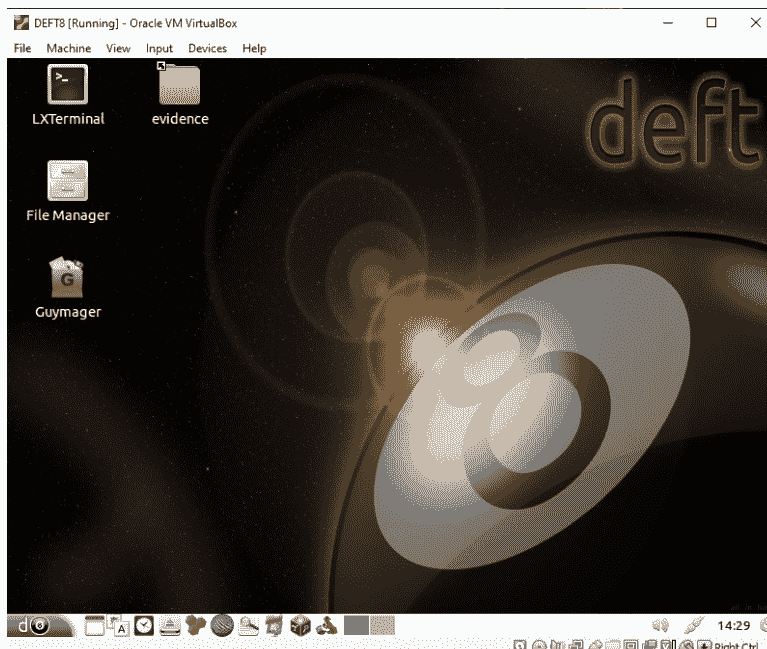 DEFT8 [Running] - Oracle VM VirtualBox
File Machine View Input Devices Help
LXTerminal
evidence
deft
File Manager
G
Guymager
d
A
14:29
Right Ctrl